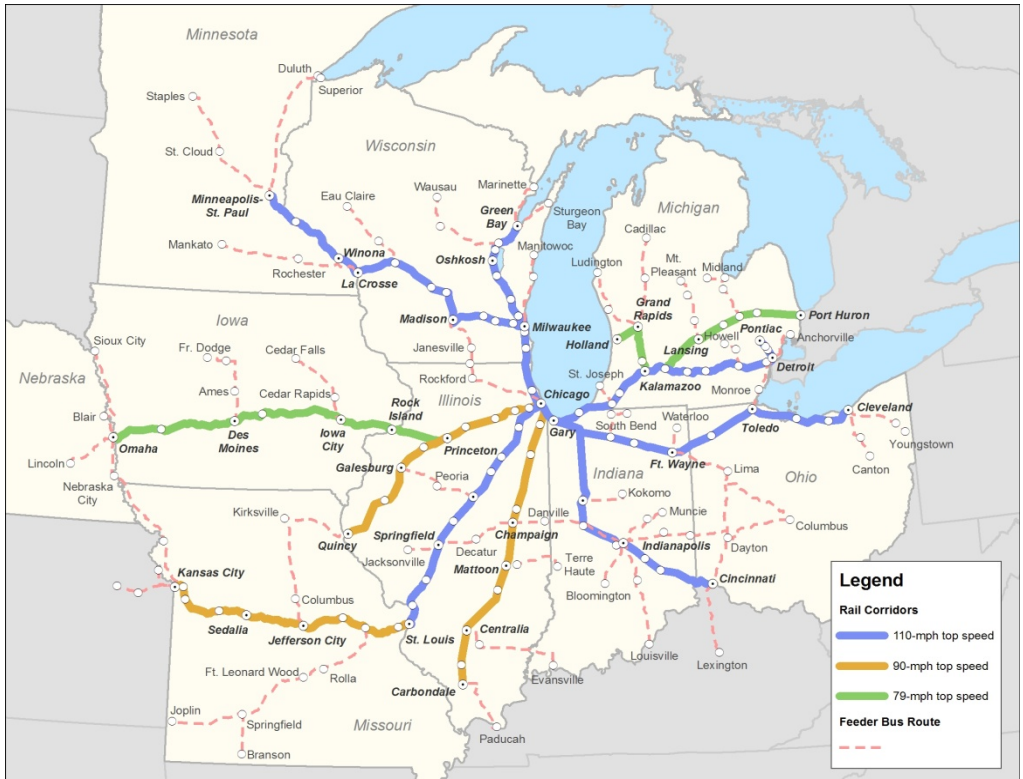 Minnesota
Duluth
Superior
Staples
St. Cloud
Wisconsin
Minneapolis-
St. Paul
Eau Claire
Wausau
Marinette
Green
Bay
Sturgeon
Bay
Michigan
Cadillac
Mankato
Winona
Rochester
La Crosse
Oshkosh
Manitowoc
Ludington
Mt.
Pleasant
Midland
Grand
Rapids
Port Huron
Iowa
Madison
Milwaukee
Holland
Lansing
Howell
Pontiac
Anchorville
Sioux City
Fr. Dodge
Cedar Falls
Janesville
Rockford
St. Joseph
Kalamazoo
Detroit
Nebraska
Ames
Cedar Rapids
Rock
Island
Illinois
Chicago
Monroe
Blair
Omaha
Des
Moines
Iowa
City
Princeton
Gary
South Bend
Waterloo
Toledo
Cleveland
Youngstown
Lincoln
Nebraska
City
Galesburg
Peoria
Indiana
Ft. Wayne
Lima
Ohio
Canton
Kirksville
Quincy
Springfield
Danville
Kokomo
Muncie
Columbus
Jacksonville
Decatur
Champaign
Mattoon
Terre
Haute
Indianapolis
Dayton
Bloomington
Cincinnati
Kansas City
Columbus
Sedalia
Jefferson City
St. Louis
Centralia
Louisville
Lexington
Ft. Leonard Wood
Rolla
Carbondale
Evansville
Joplin
Springfield
Missouri
Branson
Paducah
Legend
Rail Corridors
110-mph top speed
90-mph top speed
79-mph top speed
Feeder Bus Route